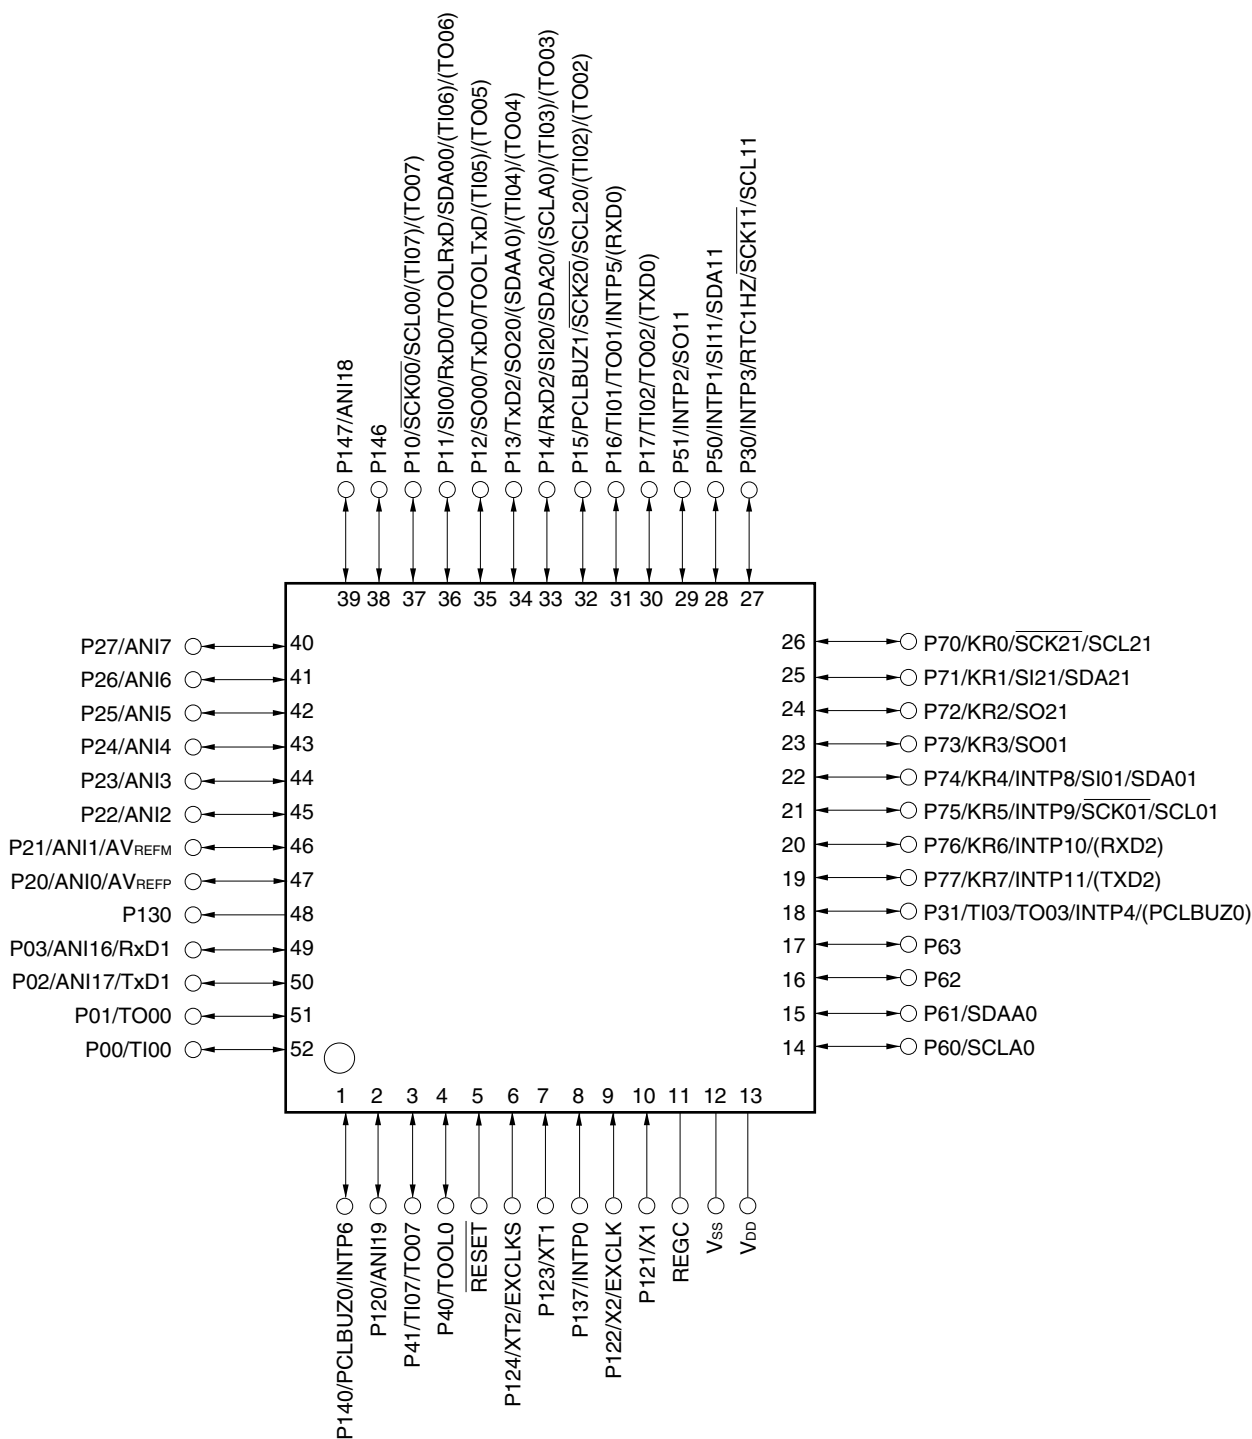 P147/ANI18
P146
P10/SCK00/SCL00/(TI07)/(TO07)
P11/SI00/RxD0/TOOLRxD/SDA00/(TI06)/(TO06)
P12/SO00/TxD0/TOOLTxD/(TI05)/(TO05)
P13/TxD2/SO20/(SDAA0)/(TI04)/(TO04)
P14/RxD2/SI20/SDA20/(SCLA0)/(TI03)/(TO03)
P15/PCLBUZ1/SCK20/SCL20/(TI02)/(TO02)
P16/TI01/TO01/INTP5/(RXD0)
P17/TI02/TO02/(TXD0)
P51/INTP2/SO11
P50/INTP1/SI11/SDA11
P30/INTP3/RTC1HZ/SCK11/SCL11
39 38 37 36 35 34 33 32 31 30 29 28 27
P27/ANI7 40
P26/ANI6 41
P25/ANI5 42
P24/ANI4 43
P23/ANI3 44
P22/ANI2 45
P21/ANI1/AVREFM 46
P20/ANI0/AVREFP 47
P130 48
P03/ANI16/RxD1 49
P02/ANI17/TxD1 50
P01/TO00 51
P00/TI00 52
26 P70/KR0/SCK21/SCL21
25 P71/KR1/SI21/SDA21
24 P72/KR2/SO21
23 P73/KR3/SO01
22 P74/KR4/INTP8/SI01/SDA01
21 P75/KR5/INTP9/SCK01/SCL01
20 P76/KR6/INTP10/(RXD2)
19 P77/KR7/INTP11/(TXD2)
18 P31/TI03/TO03/INTP4/(PCLBUZ0)
17 P63
16 P62
15 P61/SDAA0
14 P60/SCLA0
1 2 3 4 5 6 7 8 9 10 11 12 13
P140/PCLBUZ0/INTP6
P120/ANI19
P41/TI07/TO07
P40/TOOL0
RESET
P124/XT2/EXCLKS
P123/XT1
P137/INTP0
P122/X2/EXCLK
P121/X1
REGC
VSS
VDD